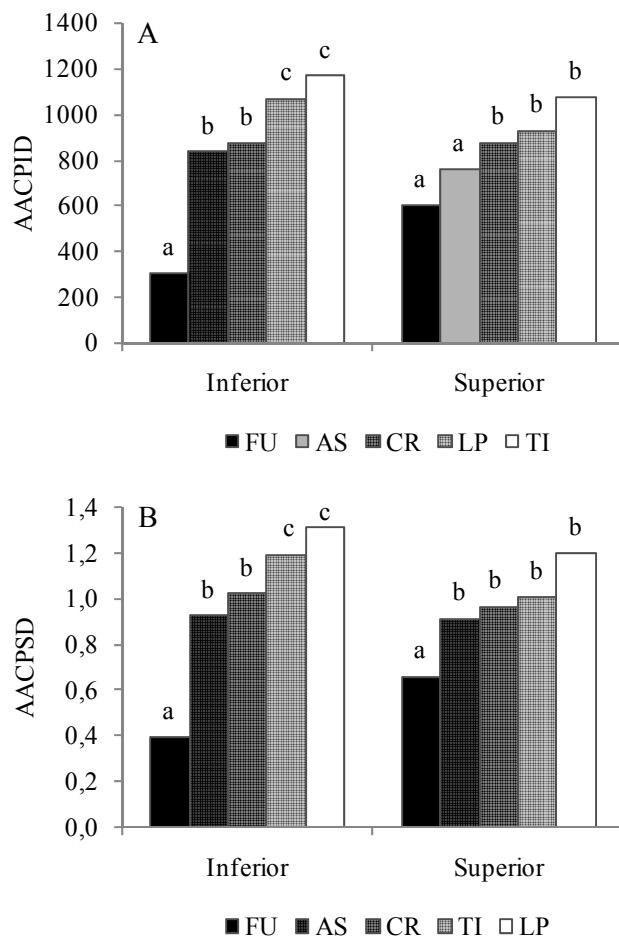 A
1400
1200
1000
800
600
400
200
0
AACPID
a b b c c a a b b b
Inferior Superior
FU AS CR LP TI
B
1,4
1,2
1,0
0,8
0,6
0,4
0,2
0,0
AACPSD
a b b c c a b b b b
Inferior Superior
FU AS CR TI LP